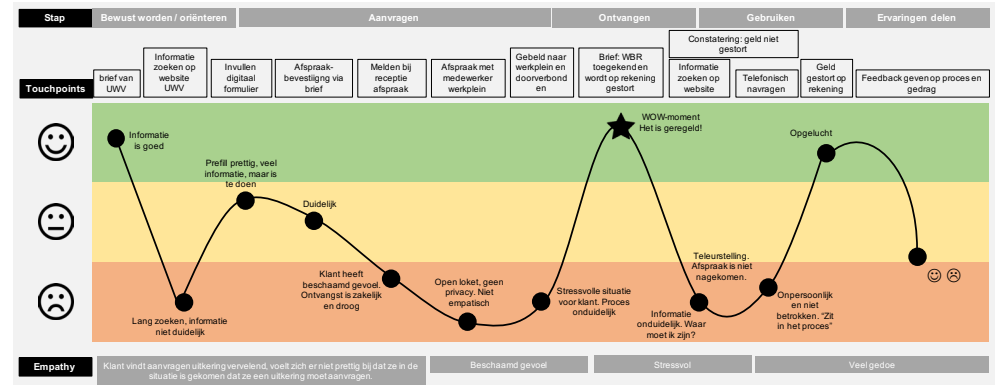 Stap
Bewust worden / oriënteren
Aanvragen
Ontvangen
Gebruiken
Ervaringen delen
Touchpoints
brief van
UWV
Informatie
zoeken op
website
UWV
Invullen
digitaal
formulier
Afspraak-
bevestiijng via
brief
Melden bij
receptie
afspraak
Afspraak met
medewerker
werkplein
Gebeld naar
werkplein en
doorverbond
en
Brief: WBR
toegekend en
wordt op rekening
gestort
Constatering: geld niet
gestort
Informatie
zoeken op
website
Telefonisch
navragen
Geld
gestort op
rekening
Feedback geven op proces en
gedrag
Informatie
is goed
Lang zoeken, informatie
niet duidelijk
Prefill prettig, veel
informatie, maar is
te doen
Duidelijk
Klant heeft
beschaamd gevoel.
Ontvangst is zakelijk
en droog
Open loket, geen
privacy. Niet
empatisch
Stressvolle situatie
voor klant. Proces
onduidelijk
WOW-moment
Het is geregeld!
Teleurstelling.
Afspraak is niet
nagekomen.
Informatie
onduidelijk. Waar
moet ik zijn?
Onpersoonlijk
en niet
betrokken. “Zit
in het proces”
Opgelucht
Empathy
Klant vindt aanvragen uitkering vervelend, voelt zich er niet prettig bij dat ze in de
situatie is gekomen dat ze een uitkering moet aanvragen.
Beschaamd gevoel
Stressvol
Veel gedoe